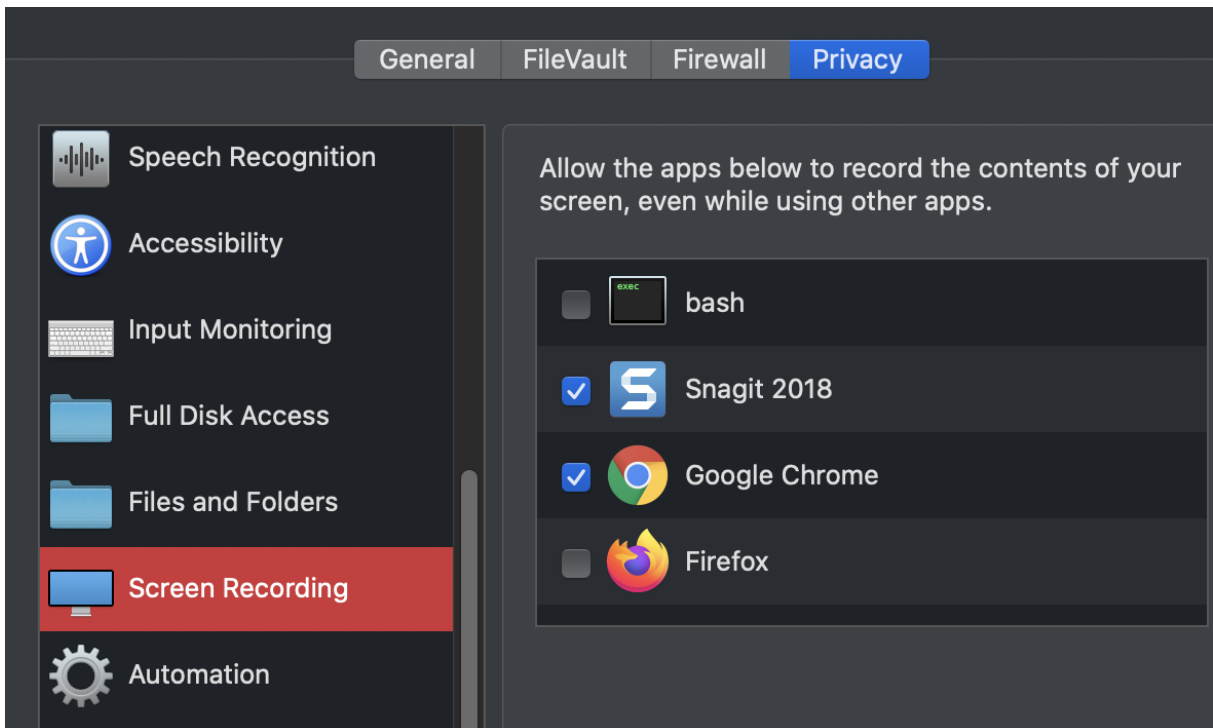 General FileVault Firewall Privacy
Speech Recognition
Accessibility
Input Monitoring
Full Disk Access
Files and Folders
Screen Recording
Automation
Allow the apps below to record the contents of your
screen, even while using other apps.
exec
bash
Snagit 2018
Google Chrome
Firefox